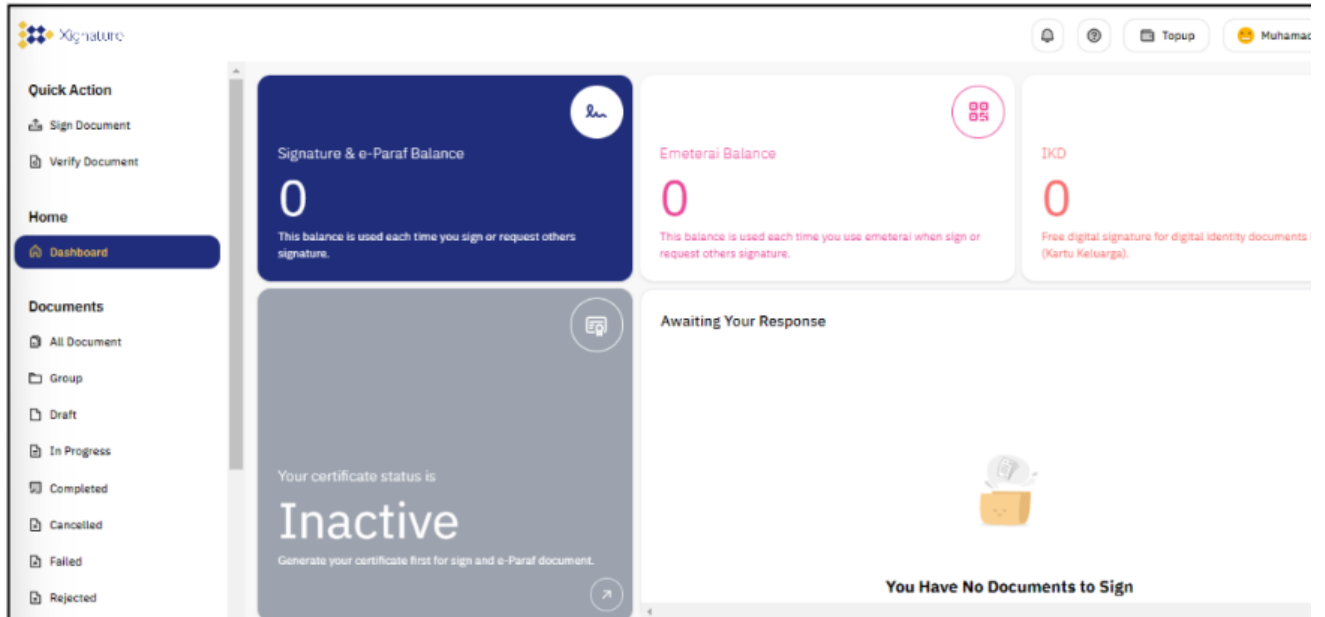 Xignature
Topup
Muhamad
Quick Action
Sign Document
Verify Document
Home
Dashboard
Documents
All Document
Group
Draft
In Progress
Completed
Cancelled
Failed
Rejected
Signature & e-Paraf Balance
0
This balance is used each time you sign or request others
signature.
Emeterai Balance
0
This balance is used each time you use emeterai when sign or
request others signature.
IKD
0
Free digital signature for digital identity documents
(Kartu Keluarga).
Your certificate status is
Inactive
Generate your certificate first for sign and e-Paraf document.
Awaiting Your Response
You Have No Documents to Sign